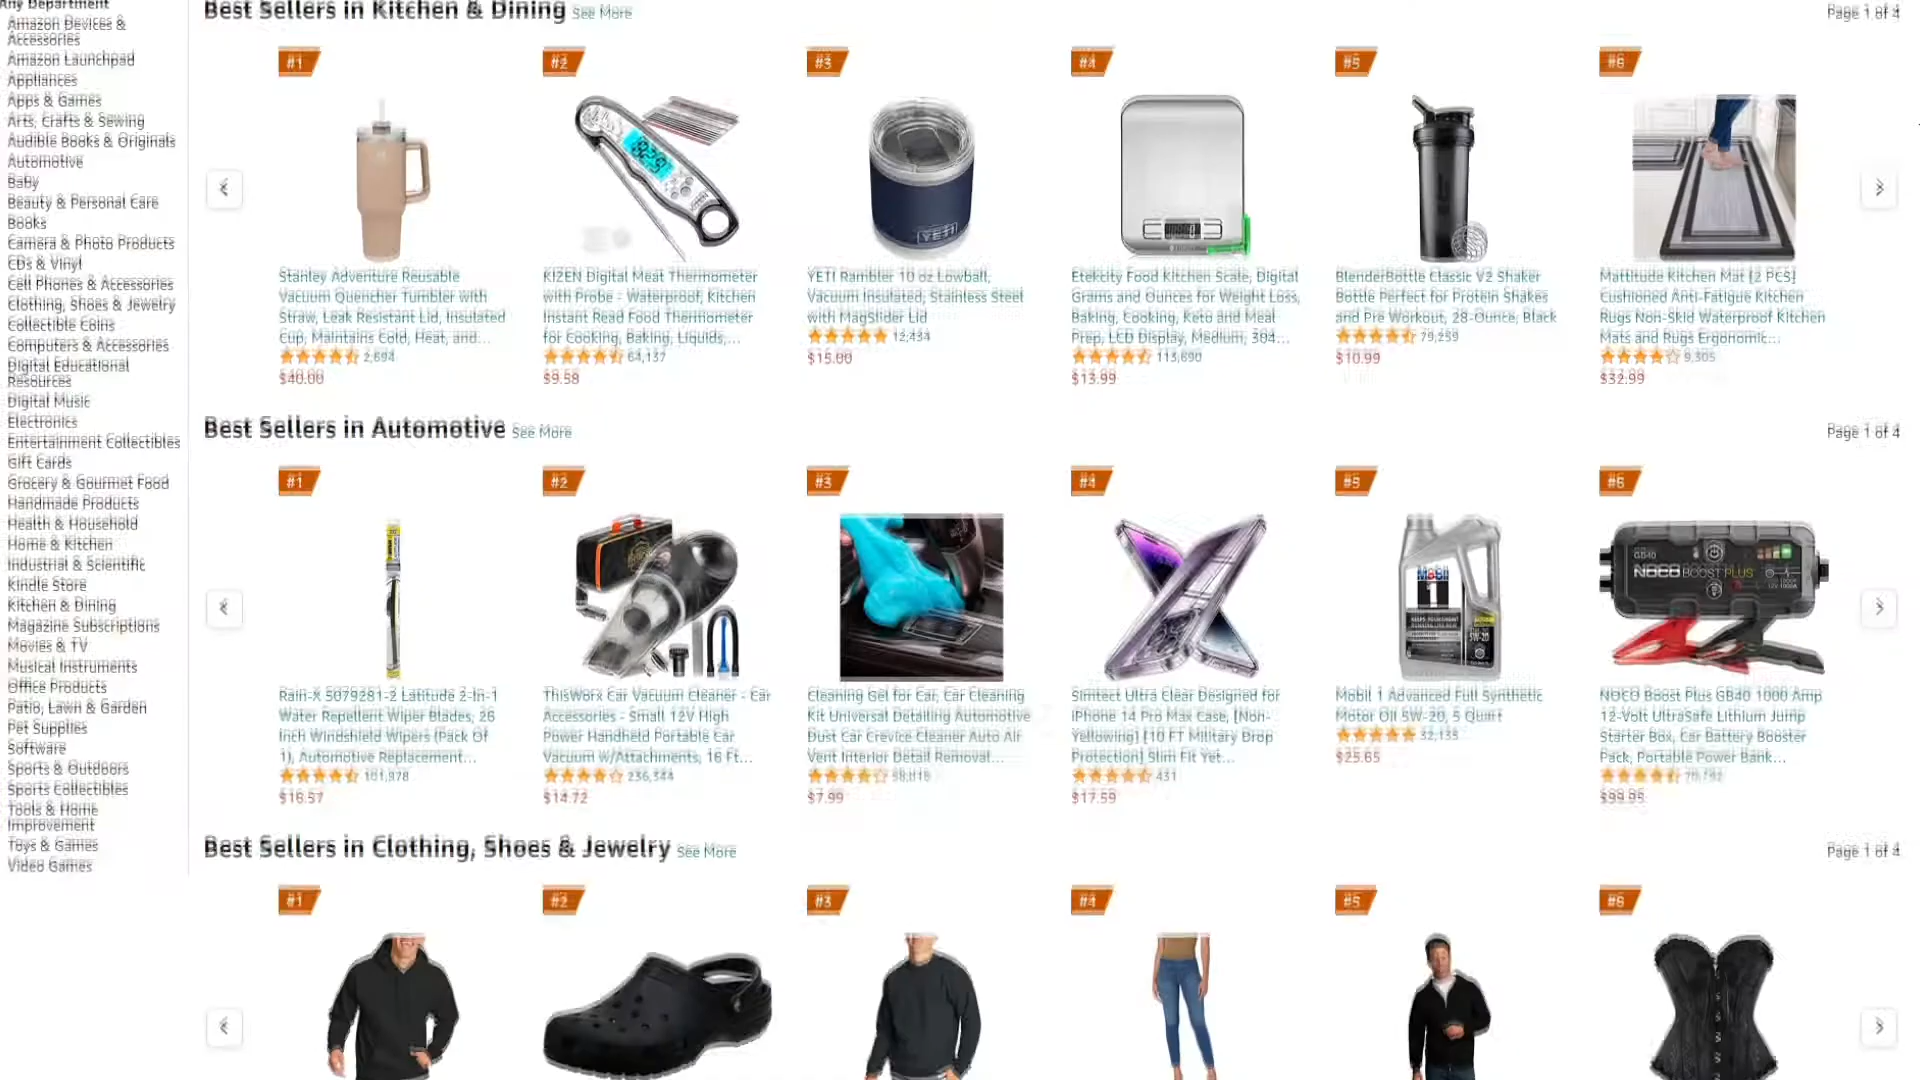 Any Department
Amazon Devices &
Accessories
Amazon Launchpad
Appliances
Apps & Games
Arts, Crafts & Sewing
Audible Books & Originals
Automotive
Baby
Beauty & Personal Care
Books
Camera & Photo Products
CDs & Vinyl
Cell Phones & Accessories
Clothing, Shoes & Jewelry
Collectible Coins
Computers & Accessories
Digital Educational
Resources
Digital Music
Electronics
Entertainment Collectibles
Gift Cards
Grocery & Gourmet Food
Handmade Products
Health & Household
Home & Kitchen
Industrial & Scientific
Kindle Store
Kitchen & Dining
Magazine Subscriptions
Movies & TV
Musical Instruments
Office Products
Patio, Lawn & Garden
Pet Supplies
Software
Sports & Outdoors
Sports Collectibles
Tools & Home
Improvement
Toys & Games
Video Games
Best Sellers in Kitchen & Dining See More
Page 1 of 4
#1
Stanley Adventure Reusable
Vacuum Quencher Tumbler with
Straw, Leak Resistant Lid, Insulated
Cup, Maintains Cold, Heat, and...
2,694
$40.00
#2
KIZEN Digital Meat Thermometer
with Probe - Waterproof, Kitchen
Instant Read Food Thermometer
for Cooking, Baking, Liquids,...
64,137
$9.58
#3
YETI
YETI Rambler 10 oz Lowball,
Vacuum Insulated, Stainless Steel
with MagSlider Lid
12,434
$15.00
#4
Etekcity Food Kitchen Scale, Digital
Grams and Ounces for Weight Loss,
Baking, Cooking, Keto and Meal
Prep, LCD Display, Medium, 304...
113,690
$13.99
#5
BlenderBottle Classic V2 Shaker
Bottle Perfect for Protein Shakes
and Pre Workout, 28-Ounce, Black
79,259
$10.99
#6
Mattitude Kitchen Mat [2 PCS]
Cushioned Anti-Fatigue Kitchen
Rugs Non-Skid Waterproof Kitchen
Mats and Rugs Ergonomic...
9,305
$32.99
Best Sellers in Automotive See More
Page 1 of 4
#1
Rain-X 5079281-2 Latitude 2-In-1
Water Repellent Wiper Blades, 26
Inch Windshield Wipers (Pack Of
1), Automotive Replacement...
101,878
$16.57
#2
ThisWorx Car Vacuum Cleaner - Car
Accessories - Small 12V High
Power Handheld Portable Car
Vacuum w/Attachments, 16 Ft...
236,344
$14.72
#3
Cleaning Gel for Car, Car Cleaning
Kit Universal Detailing Automotive
Dust Car Crevice Cleaner Auto Air
Vent Interior Detail Removal...
$7.99
#4
Simtect Ultra Clear Designed for
iPhone 14 Pro Max Case, [Non-
Yellowing] [10 FT Military Drop
Protection] Slim Fit Yet...
431
$17.59
#5
Mobil
1
5W-20
Mobil 1 Advanced Full Synthetic
Motor Oil 5W-20, 5 Quart
32,135
$25.65
#6
GB40
NOCO BOOST PLUS
NOCO Boost Plus GB40 1000 Amp
12-Volt UltraSafe Lithium Jump
Starter Box, Car Battery Booster
Pack, Portable Power Bank...
$99.95
Best Sellers in Clothing, Shoes & Jewelry See More
Page 1 of 4
#1
#2
#3
#4
#5
#6